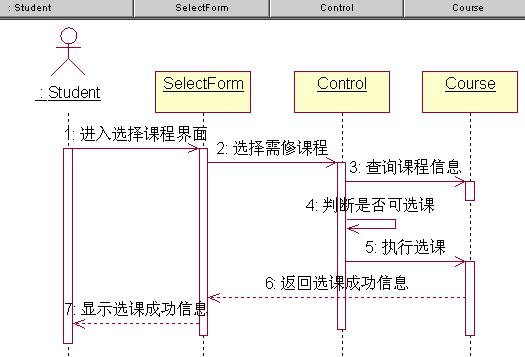 : Student
SelectForm
Control
Course
: Student
SelectForm
Control
Course
1: 进入选择课程界面
2: 选择需修课程
3: 查询课程信息
4: 判断是否可选课
5: 执行选课
6: 返回选课成功信息
7: 显示选课成功信息